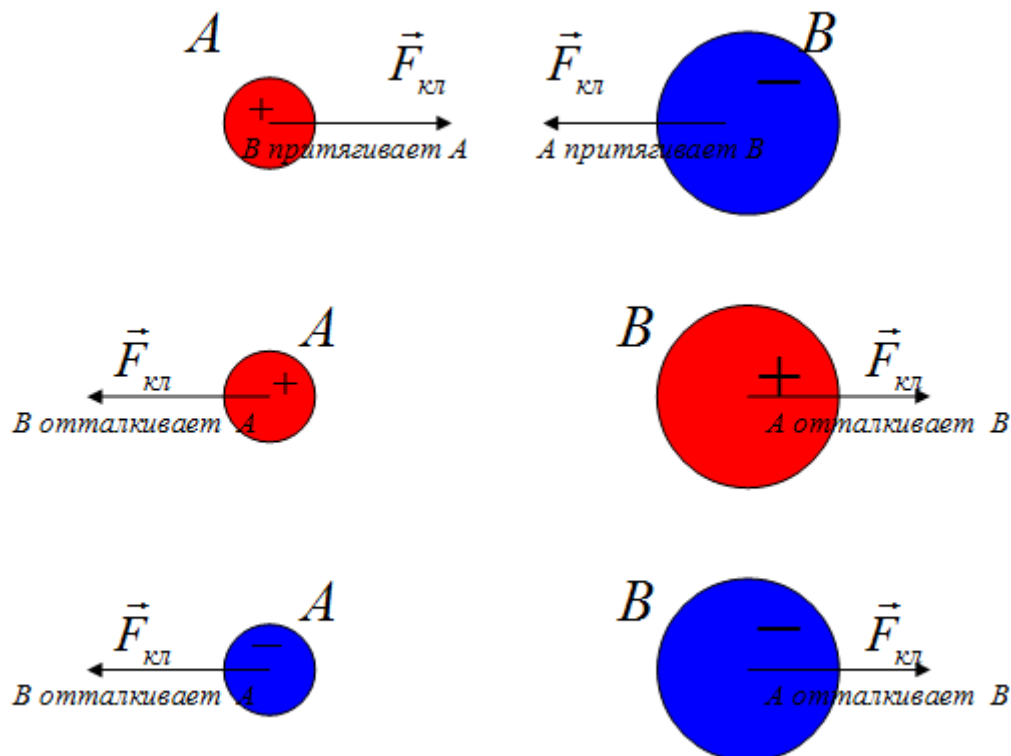 A
B
F кл
F кл
+
−
B притягивает A
A притягивает B
A
B
F кл
F кл
+
+
B отталкивает A
A отталкивает B
A
B
F кл
F кл
−
−
B отталкивает A
A отталкивает B